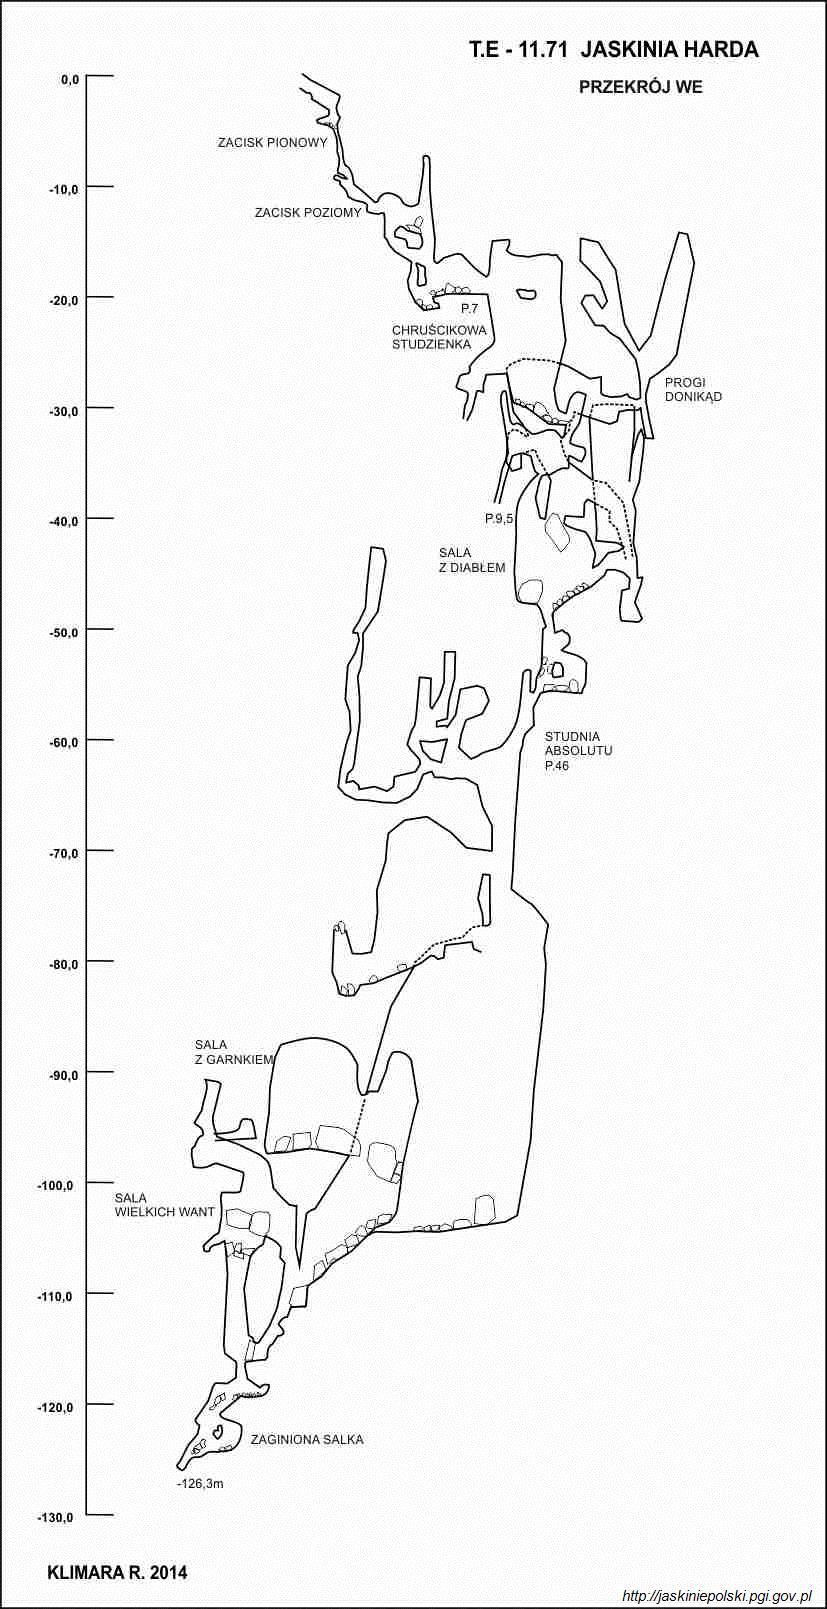 T.E - 11.71 JASKINIA HARDA
PRZEKRÓJ WE
0,0
ZACISK PIONOWY
-10,0
ZACISK POZIOMY
-20,0
P.7
CHRUŚCIKOWA
STUDZIENKA
PROGI
DONIKĄD
-30,0
P.9,5
-40,0
SALA
Z DIABŁEM
-50,0
STUDNIA
ABSOLUTU
P.46
-60,0
-70,0
-80,0
SALA
Z GARNKIEM
-90,0
-100,0
SALA
WIELKICH WANT
-110,0
-120,0
ZAGINIONA SALKA
-126,3m
-130,0
KLIMARA R. 2014
http://jaskiniepolski.pgi.gov.pl